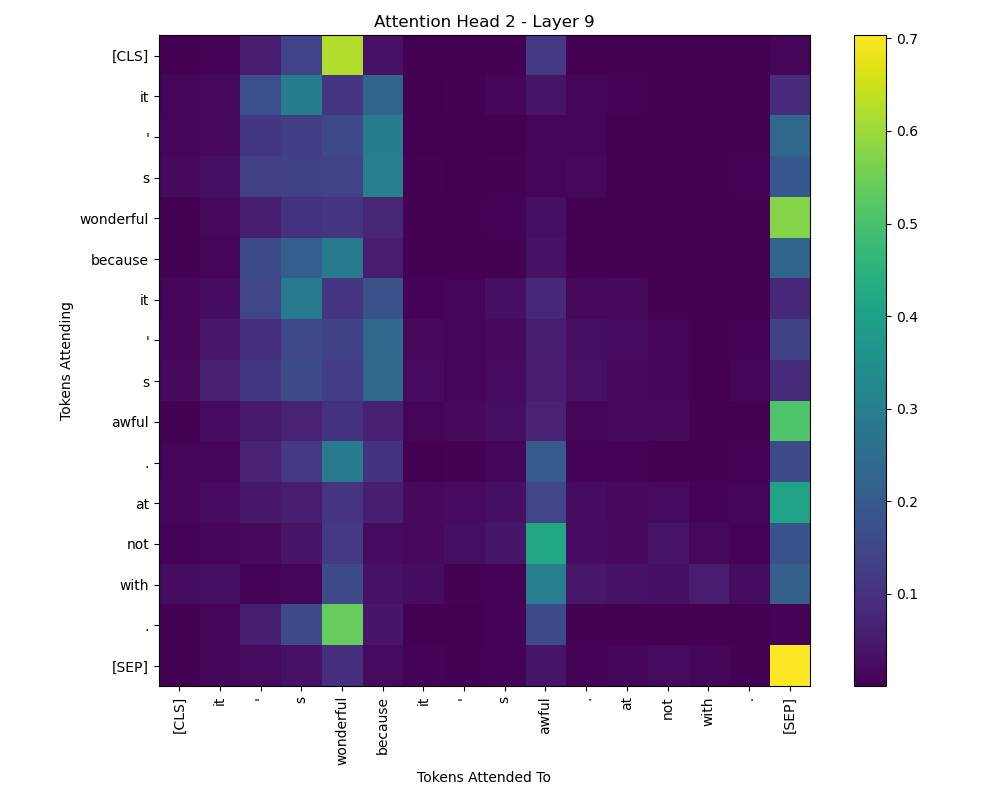 Attention Head 2 - Layer 9
[CLS]
it
'
s
wonderful
because
it
'
s
awful
.
at
not
with
.
[SEP]
Tokens Attending
[CLS] it ' s wonderful because it ' s awful . at not with . [SEP]
Tokens Attended To
0.7
0.6
0.5
0.4
0.3
0.2
0.1